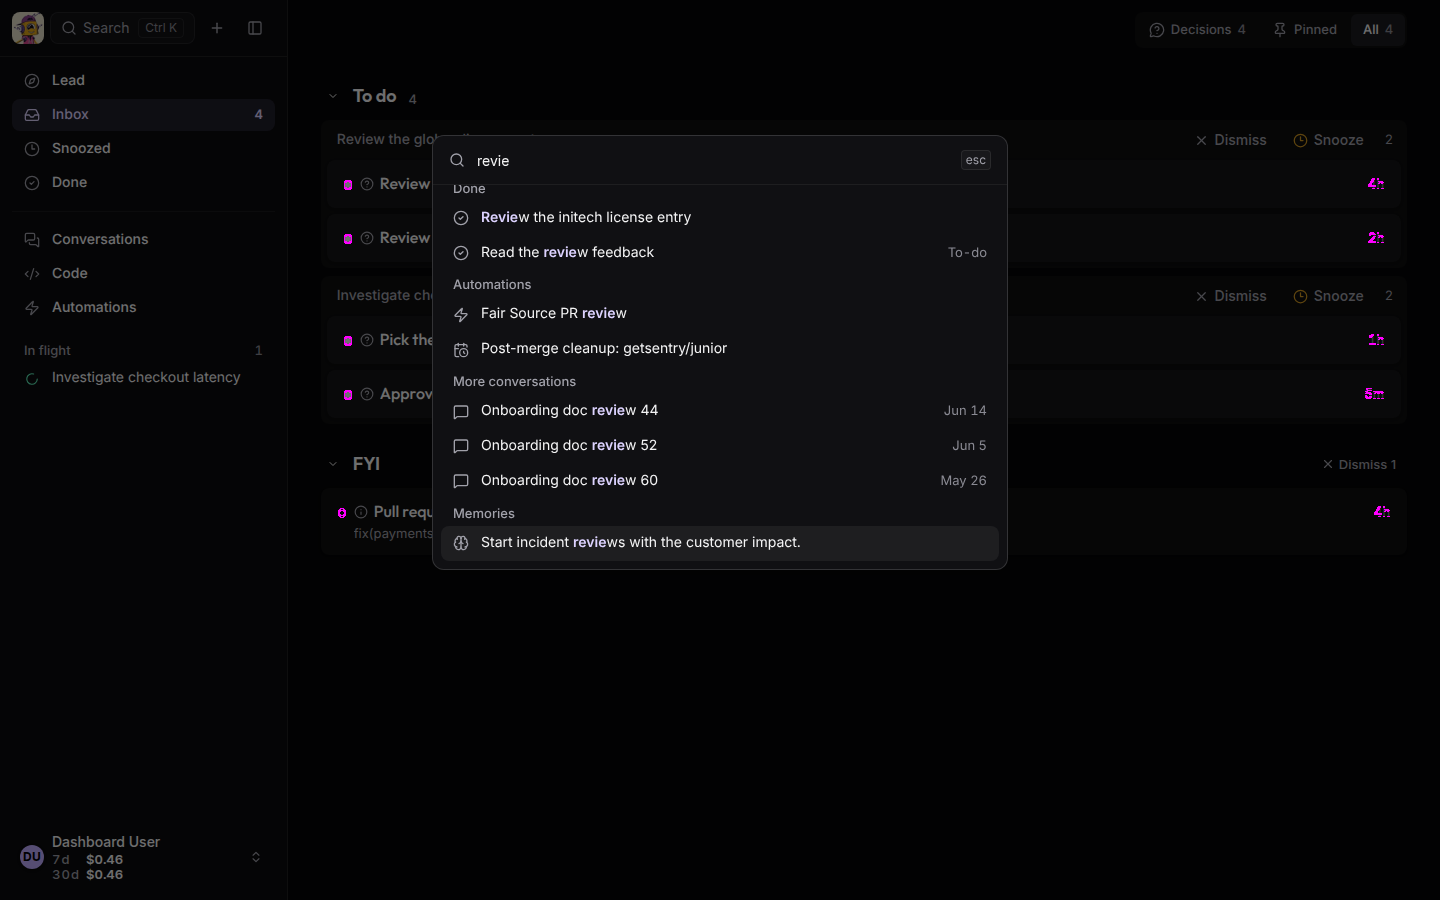 Search Ctrl K
Lead
Inbox 4
Snoozed
Done
Conversations
Code
Automations
In flight 1
Investigate checkout latency
Dashboard User
DU
7d $0.46
30d $0.46
Decisions 4 Pinned All 4
To do 4
Review the Dismiss Snooze 2
Review 4h
Review 2h
Investigate Dismiss Snooze 2
Pick the 1h
Approv 5m
FYI Dismiss 1
Pull requ 4h
fix(payments
revie esc
Done
Review the initech license entry
Read the review feedback To-do
Automations
Fair Source PR review
Post-merge cleanup: getsentry/junior
More conversations
Onboarding doc review 44 Jun 14
Onboarding doc review 52 Jun 5
Onboarding doc review 60 May 26
Memories
Start incident reviews with the customer impact.